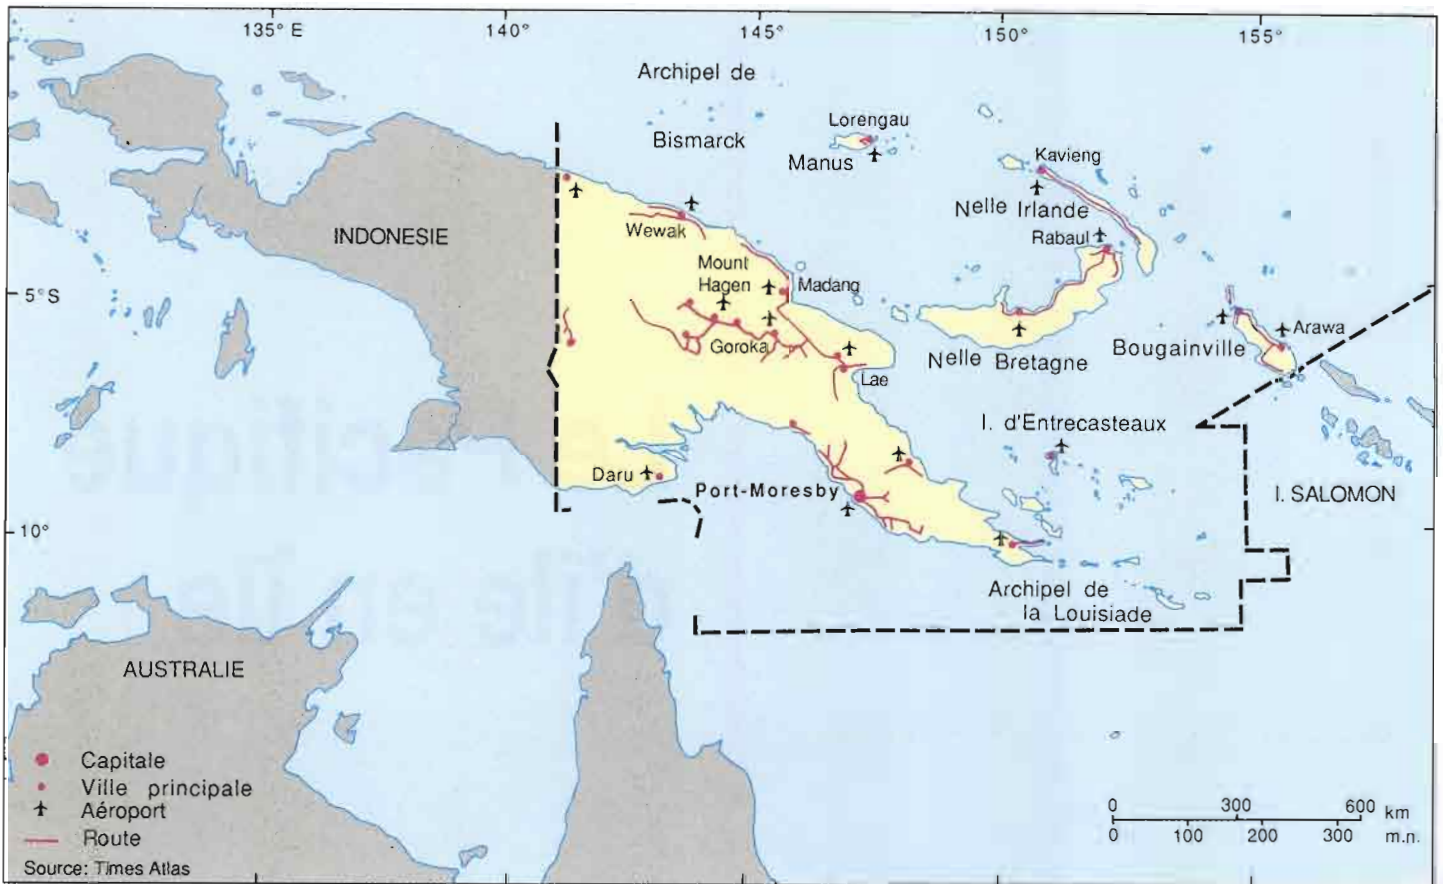 135° E
140°
145°
150°
155°
Archipel de
Bismarck
Lorengau
Manus
Kavieng
Nelle Irlande
Rabaul
INDONESIE
Wewak
Mount
Hagen
Madang
5°S
Goroka
Nelle Bretagne
Bougainville
Arawa
Lae
I. d'Entrecasteaux
Daru
Port-Moresby
I. SALOMON
10°
Archipel de
la Louisiade
AUSTRALIE
Capitale
Ville principale
Aéroport
Route
Source: Times Atlas
0 300 600 km
0 100 200 300 m.n.